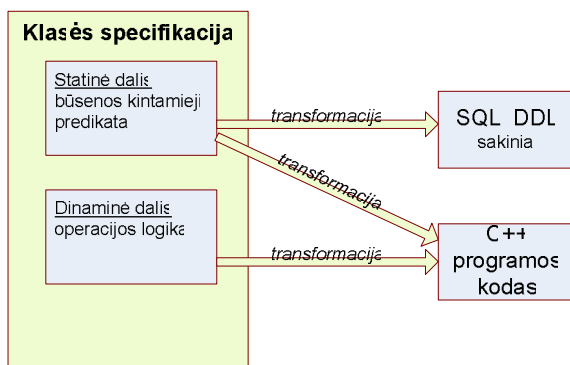 Klasės specifikacija
Statinė dalis
būsenos kintamieji
predikata
transformacija
SQL DDL
sakinia
transformacija
Dinaminė dalis
operacijos logika
transformacija
C++
programos
kodas